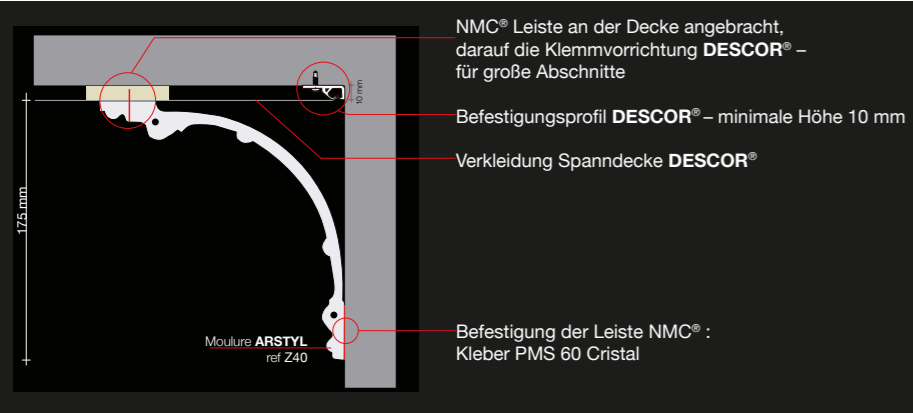 NMC® Leiste an der Decke angebracht,
darauf die Klemmvorrichtung DESCOR® –
für große Abschnitte
10 mm
Befestigungsprofil DESCOR® – minimale Höhe 10 mm
Verkleidung Spanndecke DESCOR®
175 mm
Befestigung der Leiste NMC® :
Kleber PMS 60 Cristal
Moulure ARSTYL
ref Z40